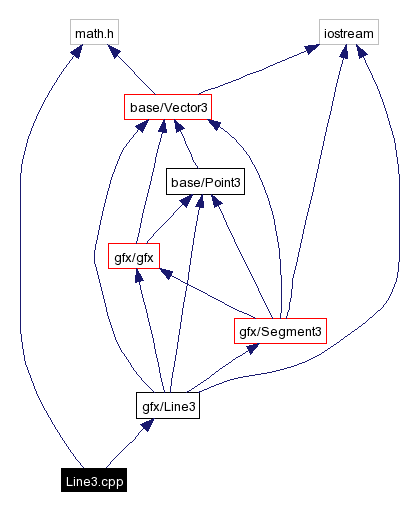 math.h
iostream
base/Vector3
base/Point3
gfx/gfx
gfx/Segment3
gfx/Line3
Line3.cpp